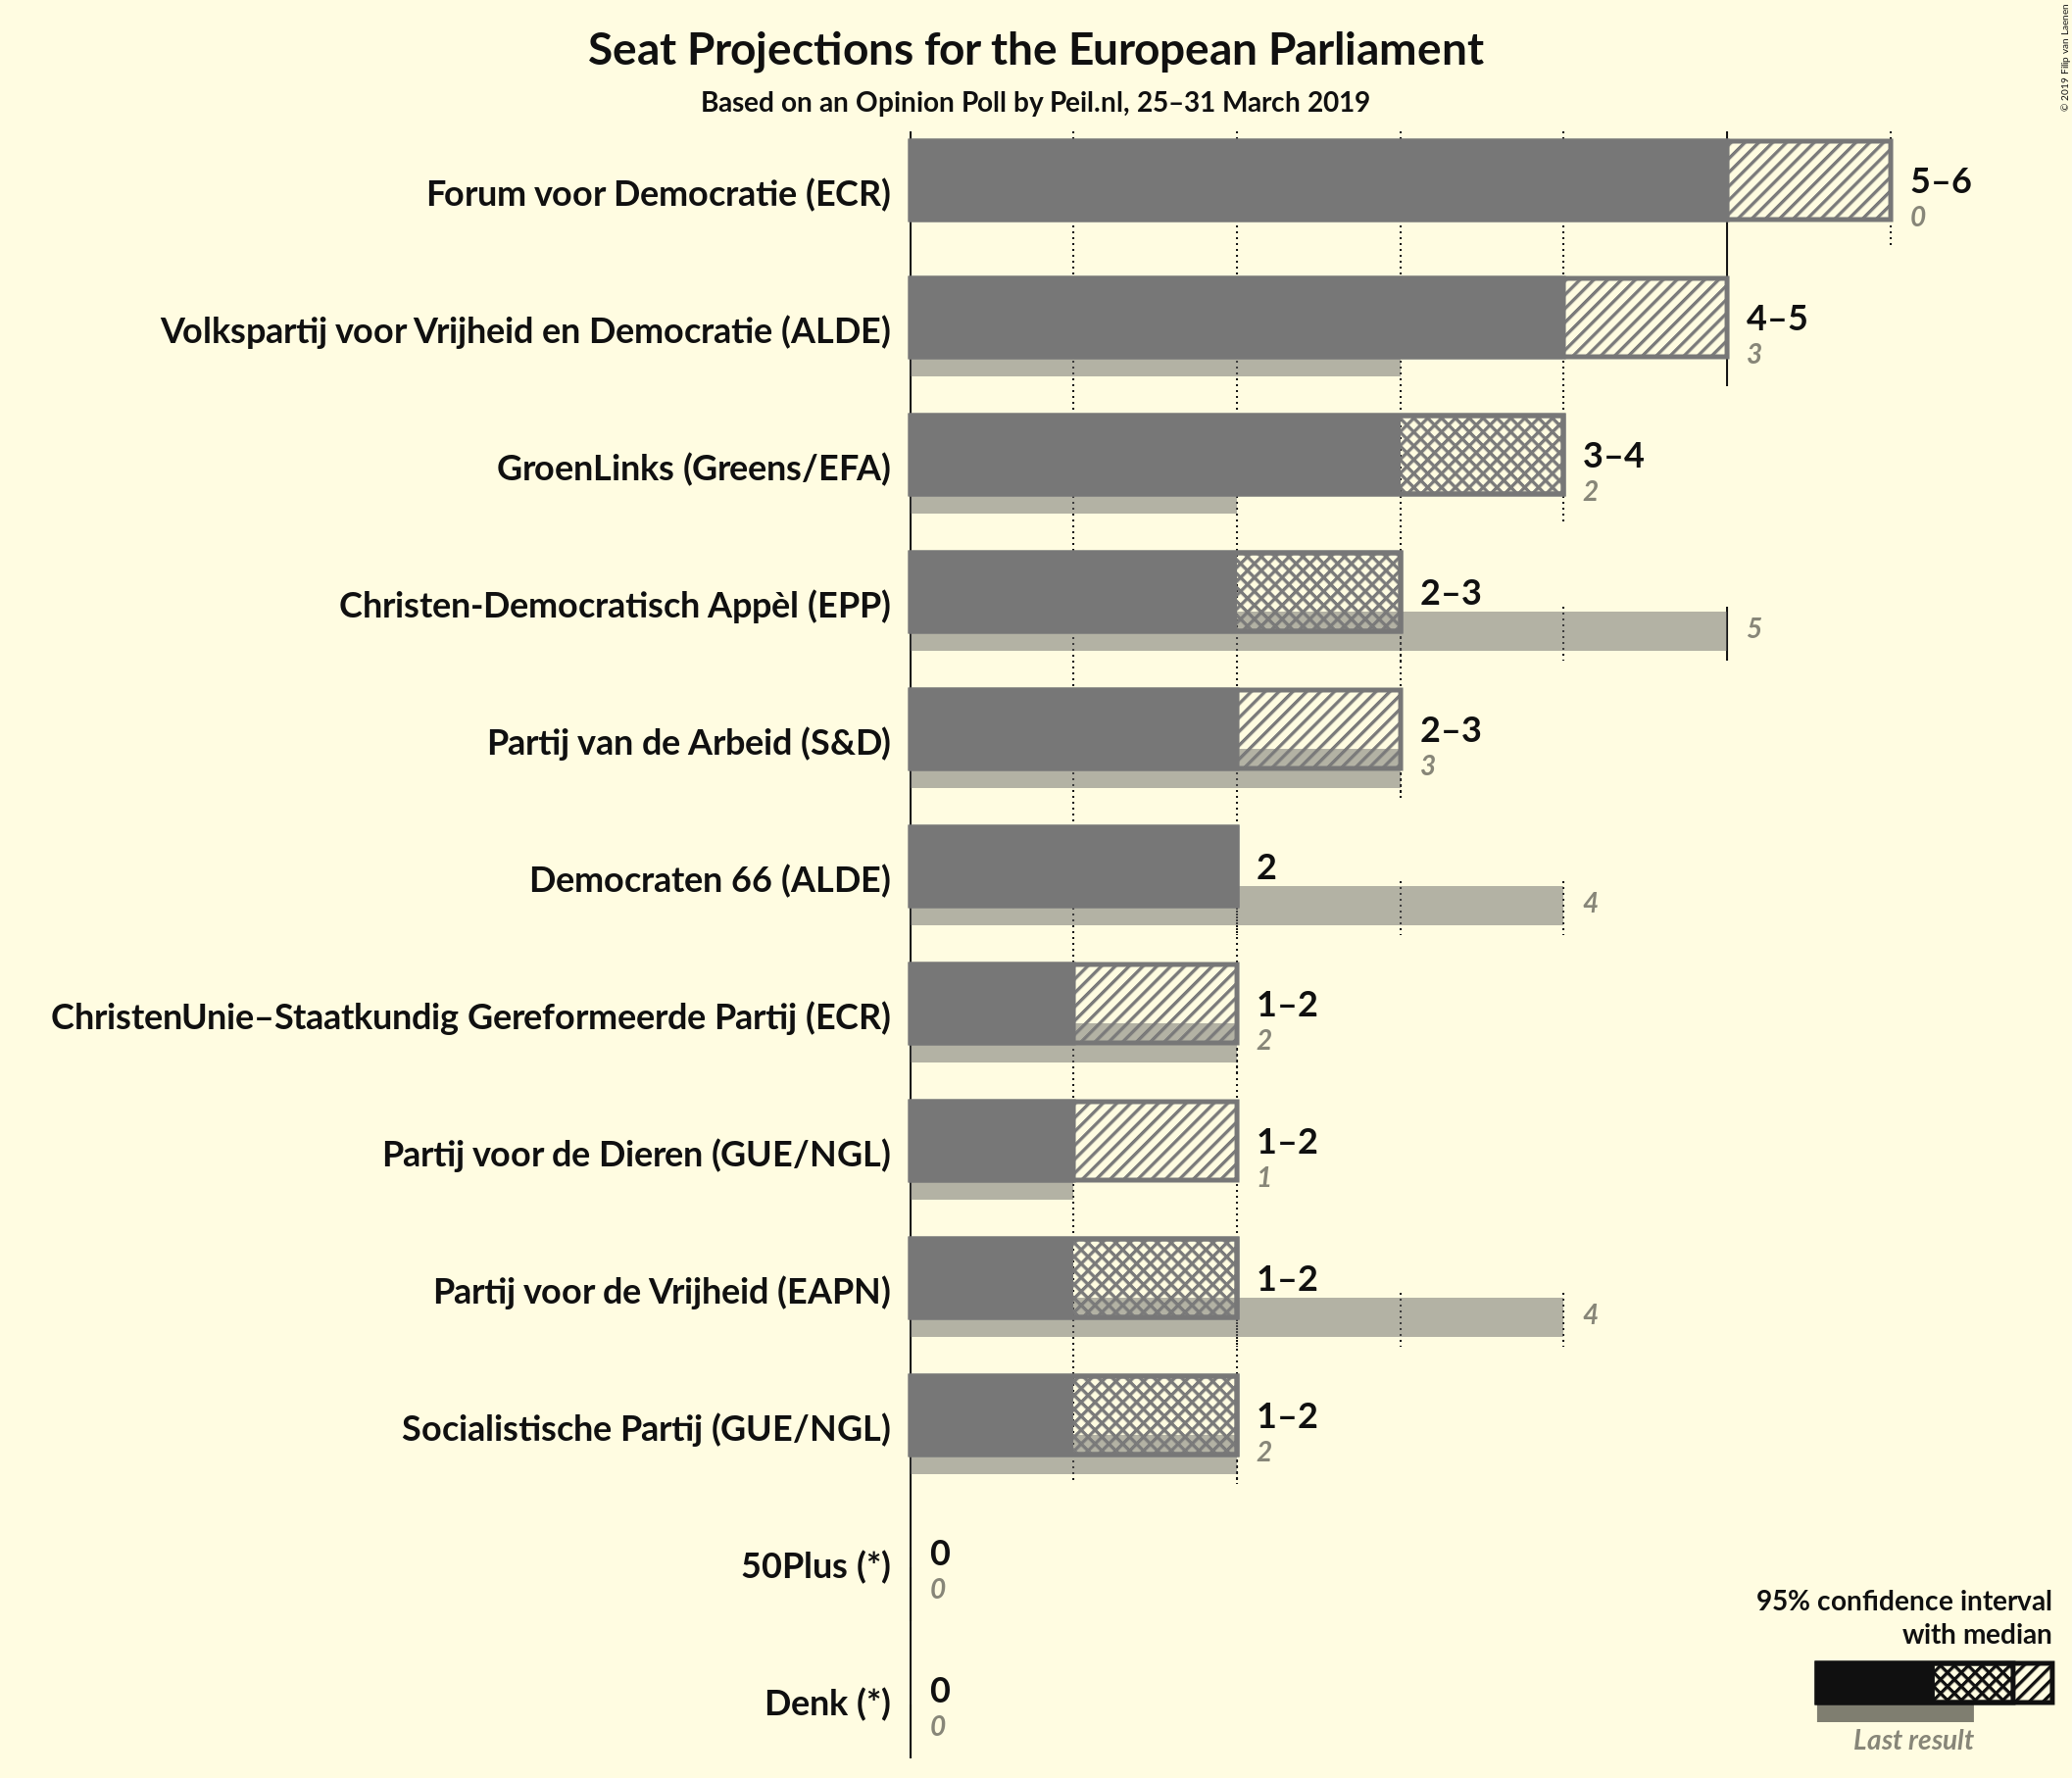 Seat Projections for the European Parliament
Based on an Opinion Poll by Peil.nl, 25–31 March 2019
© 2019 Filip van Laenen
Forum voor Democratie (ECR)
5–6
0
Volkspartij voor Vrijheid en Democratie (ALDE)
4–5
3
GroenLinks (Greens/EFA)
3–4
2
Christen-Democratisch Appèl (EPP)
2–3
5
Partij van de Arbeid (S&D)
2–3
3
Democraten 66 (ALDE)
2
4
ChristenUnie–Staatkundig Gereformeerde Partij (ECR)
1–2
2
Partij voor de Dieren (GUE/NGL)
1–2
1
Partij voor de Vrijheid (EAPN)
1–2
4
Socialistische Partij (GUE/NGL)
1–2
2
50Plus (*)
0
0
Denk (*)
0
0
95% confidence interval
with median
Last result